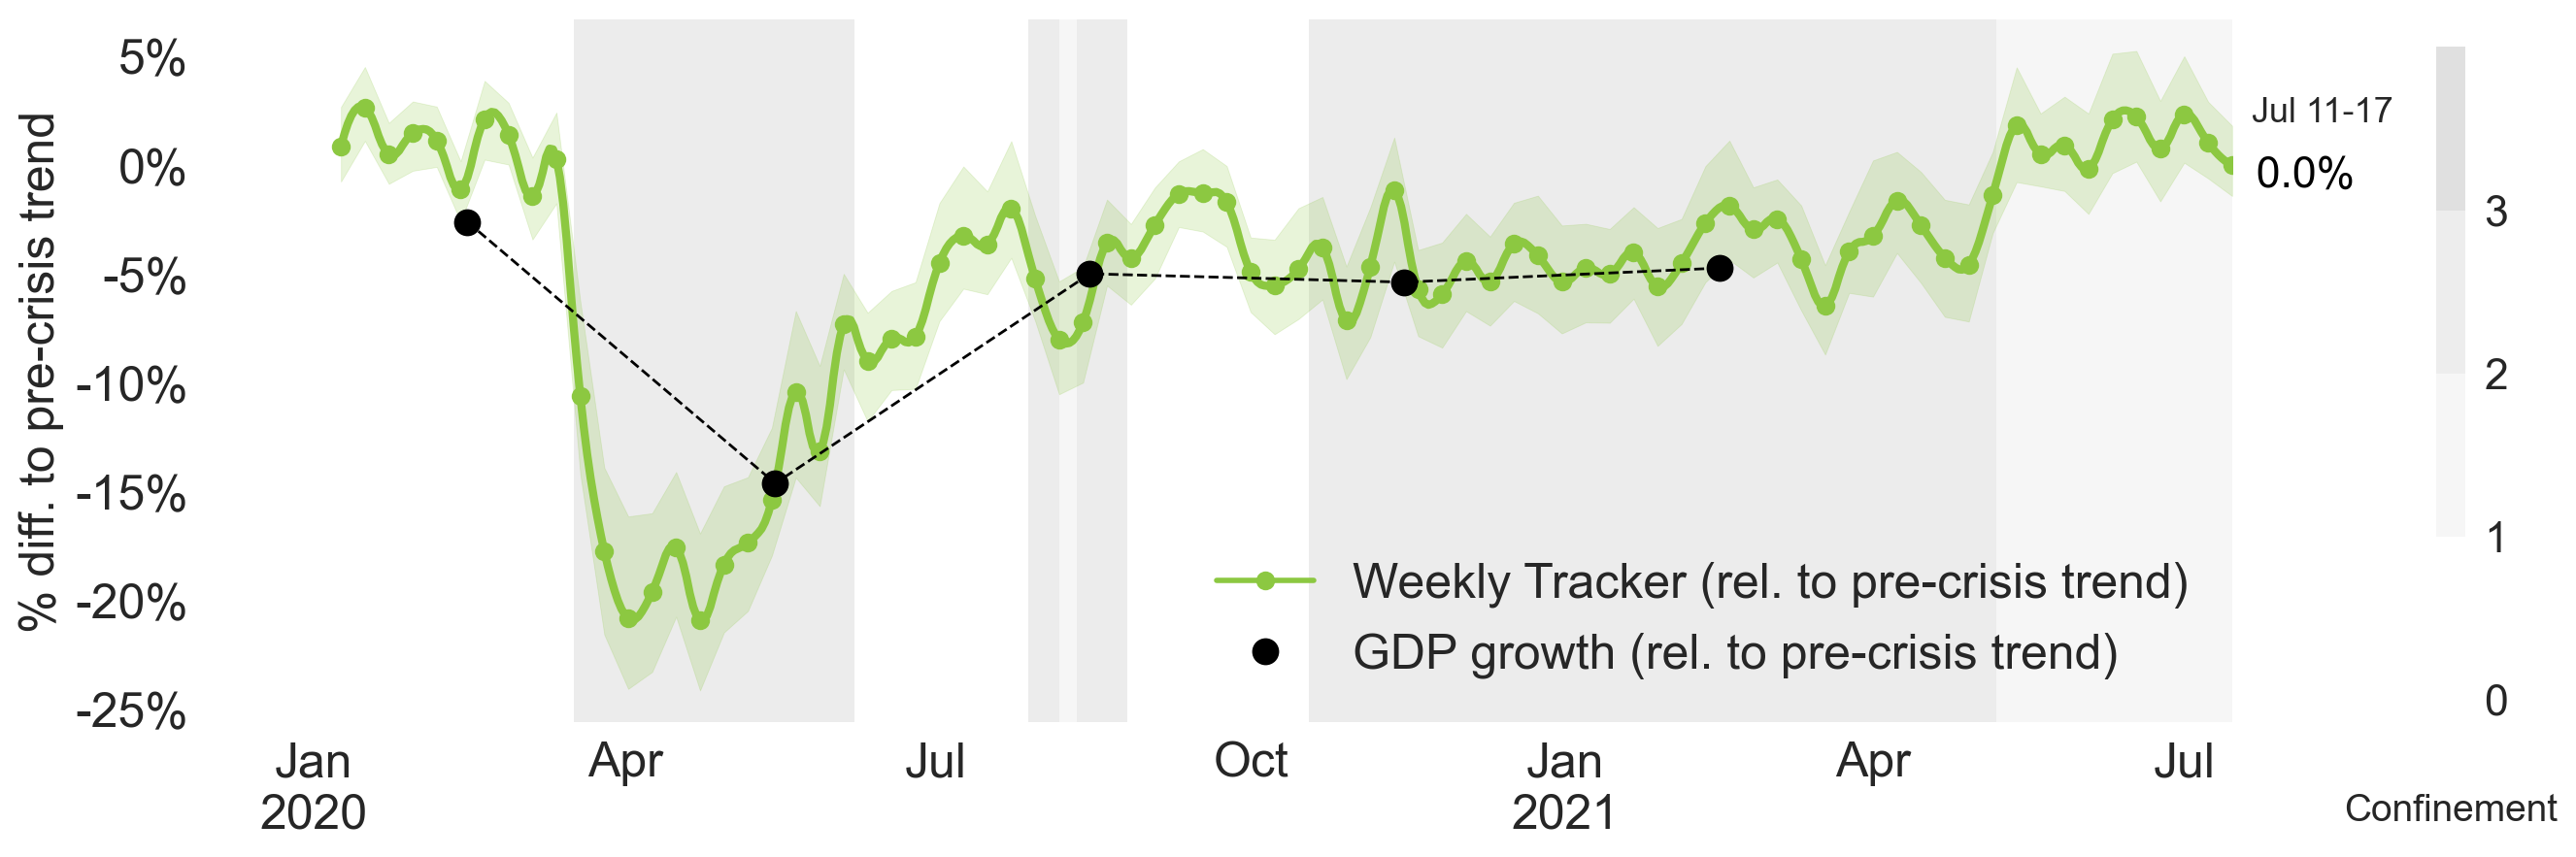 % diff. to pre-crisis trend
5%
0%
-5%
-10%
-15%
-20%
-25%
Jan
2020
Apr
Jul
Oct
Jan
2021
Apr
Jul
Weekly Tracker (rel. to pre-crisis trend)
GDP growth (rel. to pre-crisis trend)
Jul 11-17
0.0%
3
2
1
0
Confinement